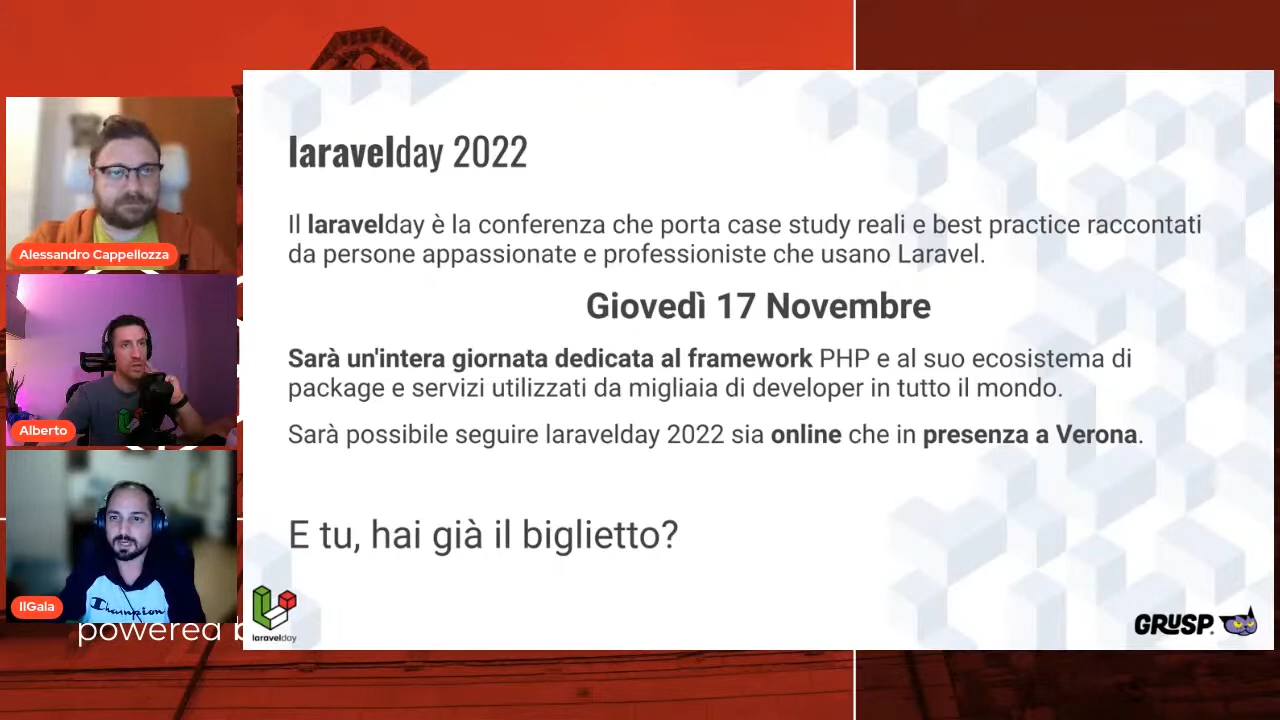 laravelday 2022
Il laravelday è la conferenza che porta case study reali e best practice raccontati
da persone appassionate e professioniste che usano Laravel.
Giovedì 17 Novembre
Sarà un'intera giornata dedicata al framework PHP e al suo ecosistema di
package e servizi utilizzati da migliaia di developer in tutto il mondo.
Sarà possibile seguire laravelday 2022 sia online che in presenza a Verona.
E tu, hai già il biglietto?
laravelday
GRUSP.
Alessandro Cappellozza
Alberto
Champion
IlGala
powered b